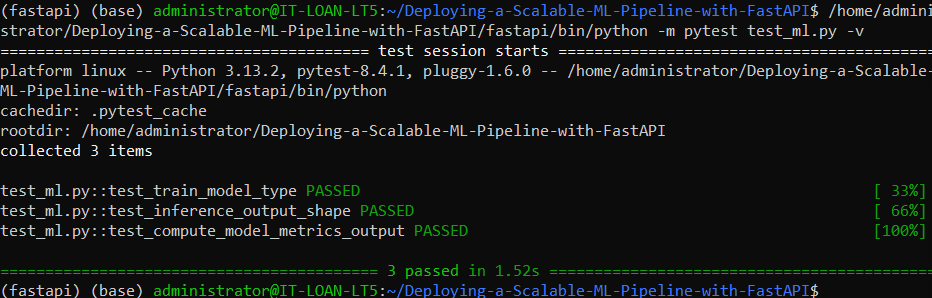 (fastapi) (base) administrator@IT-LOAN-LT5:~/Deploying-a-Scalable-ML-Pipeline-with-FastAPI$ /home/admini
strator/Deploying-a-Scalable-ML-Pipeline-with-FastAPI/fastapi/bin/python -m pytest test_ml.py -v
========================================= test session starts ==========================================
platform linux -- Python 3.13.2, pytest-8.4.1, pluggy-1.6.0 -- /home/administrator/Deploying-a-Scalable-
ML-Pipeline-with-FastAPI/fastapi/bin/python
cachedir: .pytest_cache
rootdir: /home/administrator/Deploying-a-Scalable-ML-Pipeline-with-FastAPI
collected 3 items
test_ml.py::test_train_model_type PASSED [ 33%]
test_ml.py::test_inference_output_shape PASSED [ 66%]
test_ml.py::test_compute_model_metrics_output PASSED [100%]
========================================== 3 passed in 1.52s ===========================================
(fastapi) (base) administrator@IT-LOAN-LT5:~/Deploying-a-Scalable-ML-Pipeline-with-FastAPI$